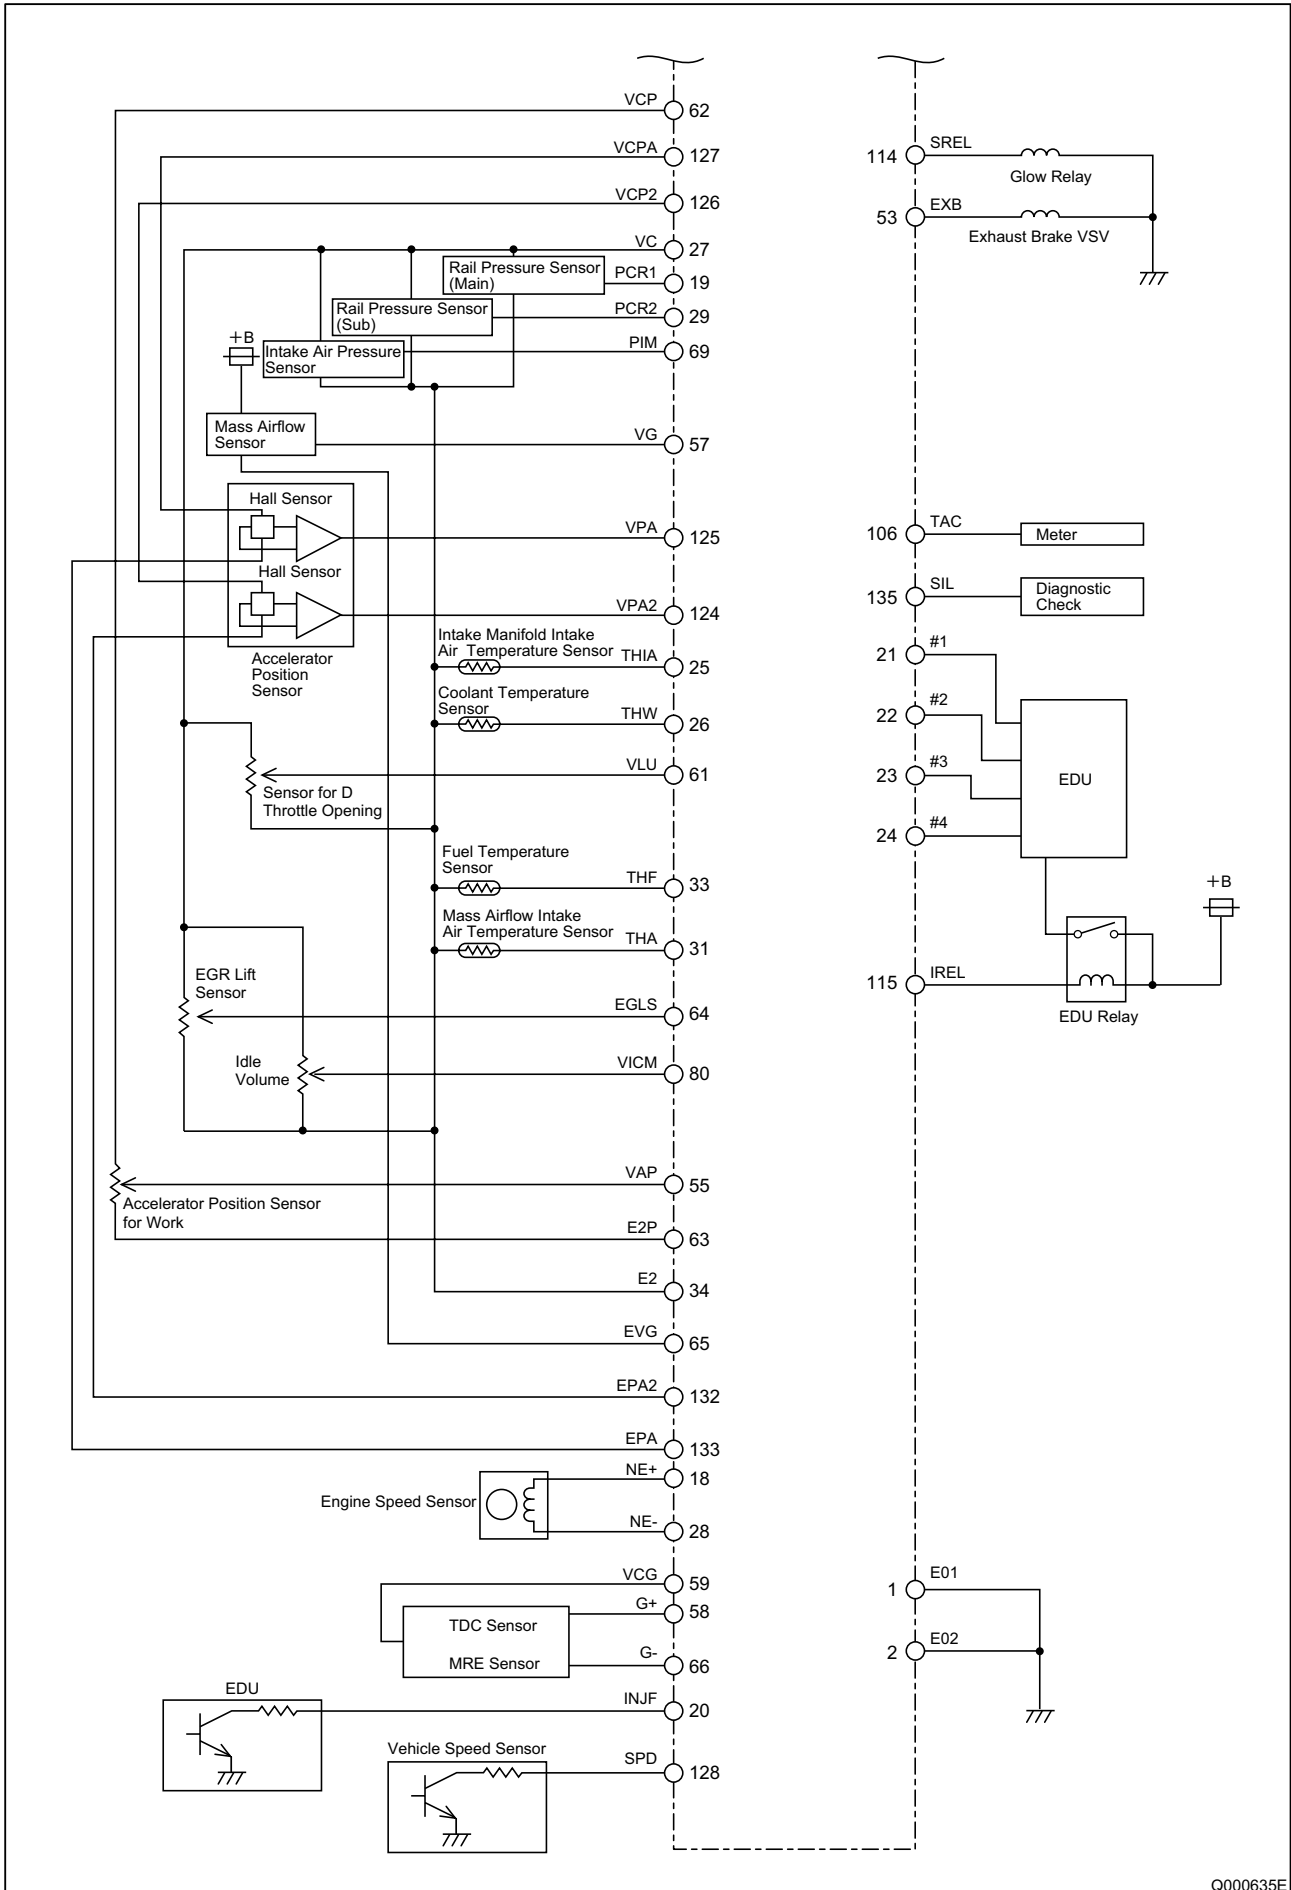 VCP
62
VCPA
127
VCP2
126
VC
27
Rail Pressure Sensor
(Main)
PCR1
19
Rail Pressure Sensor
(Sub)
PCR2
29
+B
Intake Air Pressure
Sensor
PIM
69
Mass Airflow
Sensor
VG
57
Hall Sensor
VPA
125
Hall Sensor
VPA2
124
Accelerator
Position
Sensor
Intake Manifold Intake
Air Temperature Sensor
THIA
25
Coolant Temperature
Sensor
THW
26
VLU
61
Sensor for D
Throttle Opening
Fuel Temperature
Sensor
THF
33
Mass Airflow Intake
Air Temperature Sensor
THA
31
EGR Lift
Sensor
EGLS
64
Idle
Volume
VICM
80
VAP
55
Accelerator Position Sensor
for Work
E2P
63
E2
34
EVG
65
EPA2
132
EPA
133
Engine Speed Sensor
NE+
18
NE-
28
VCG
59
TDC Sensor
G+
58
MRE Sensor
G-
66
EDU
INJF
20
Vehicle Speed Sensor
SPD
128
114
SREL
Glow Relay
53
EXB
Exhaust Brake VSV
106
TAC
Meter
135
SIL
Diagnostic
Check
21
#1
22
#2
23
#3
24
#4
EDU
+B
115
IREL
EDU Relay
1
E01
2
E02
Q000635E